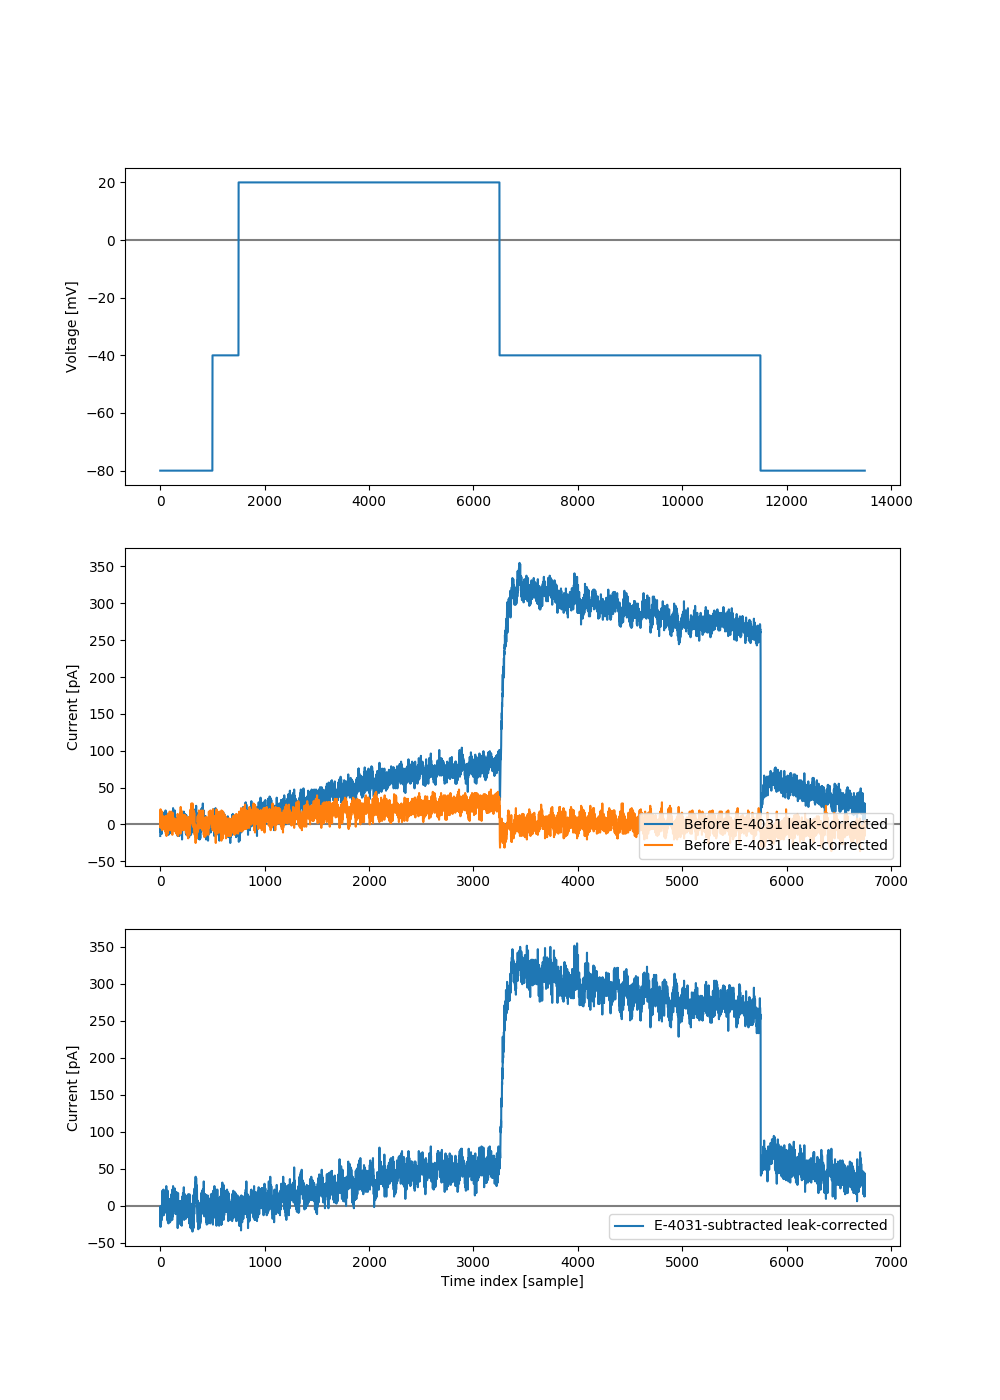 20
0
−20
−40
−60
−80
Voltage [mV]
0 2000 4000 6000 8000 10000 12000 14000
350
300
250
200
150
100
50
0
−50
Current [pA]
Before E-4031 leak-corrected
Before E-4031 leak-corrected
0 1000 2000 3000 4000 5000 6000 7000
350
300
250
200
150
100
50
0
−50
Current [pA]
E-4031-subtracted leak-corrected
0 1000 2000 3000 4000 5000 6000 7000
Time index [sample]